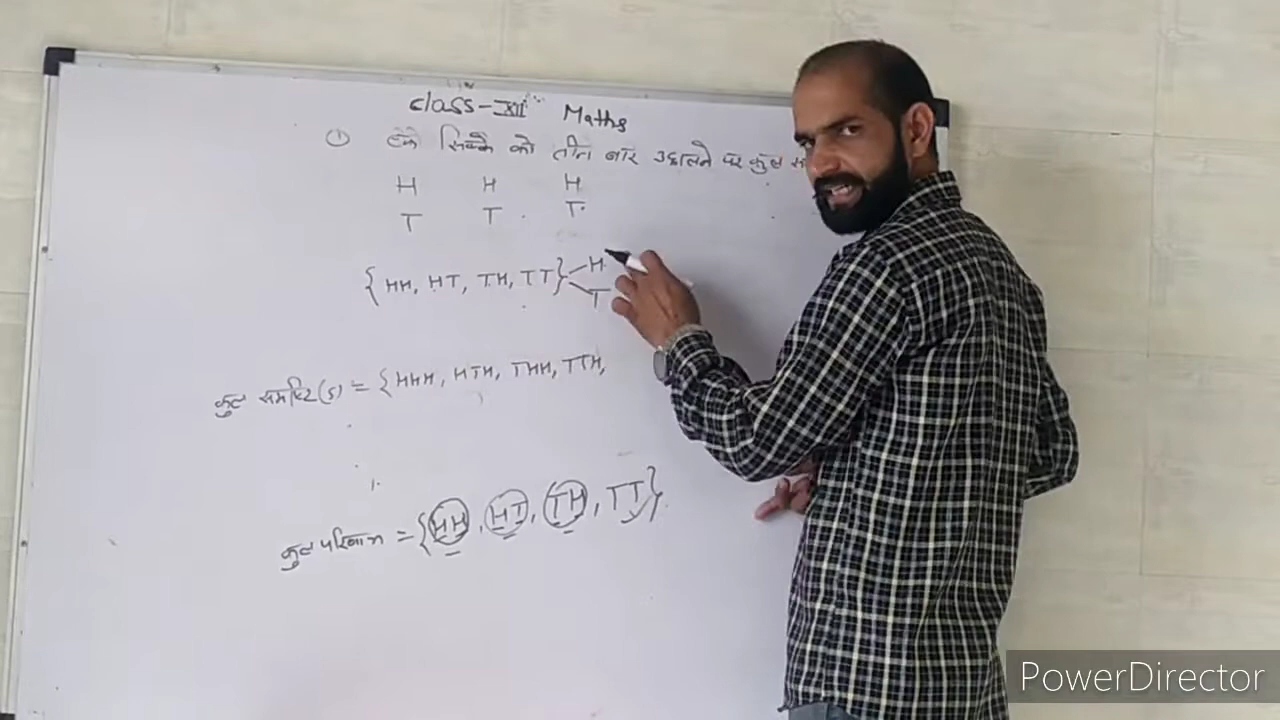 class-XII Maths
① एक सिक्के को तीन बार उछालने पर कुल
H H H
T T T
{HH, HT, TH, TT} H
T
कुल समष्टि(S) = {HHH, HTH, THH, TTH,
कुल परिणाम = {HH, HT, TH, TT}
PowerDirector